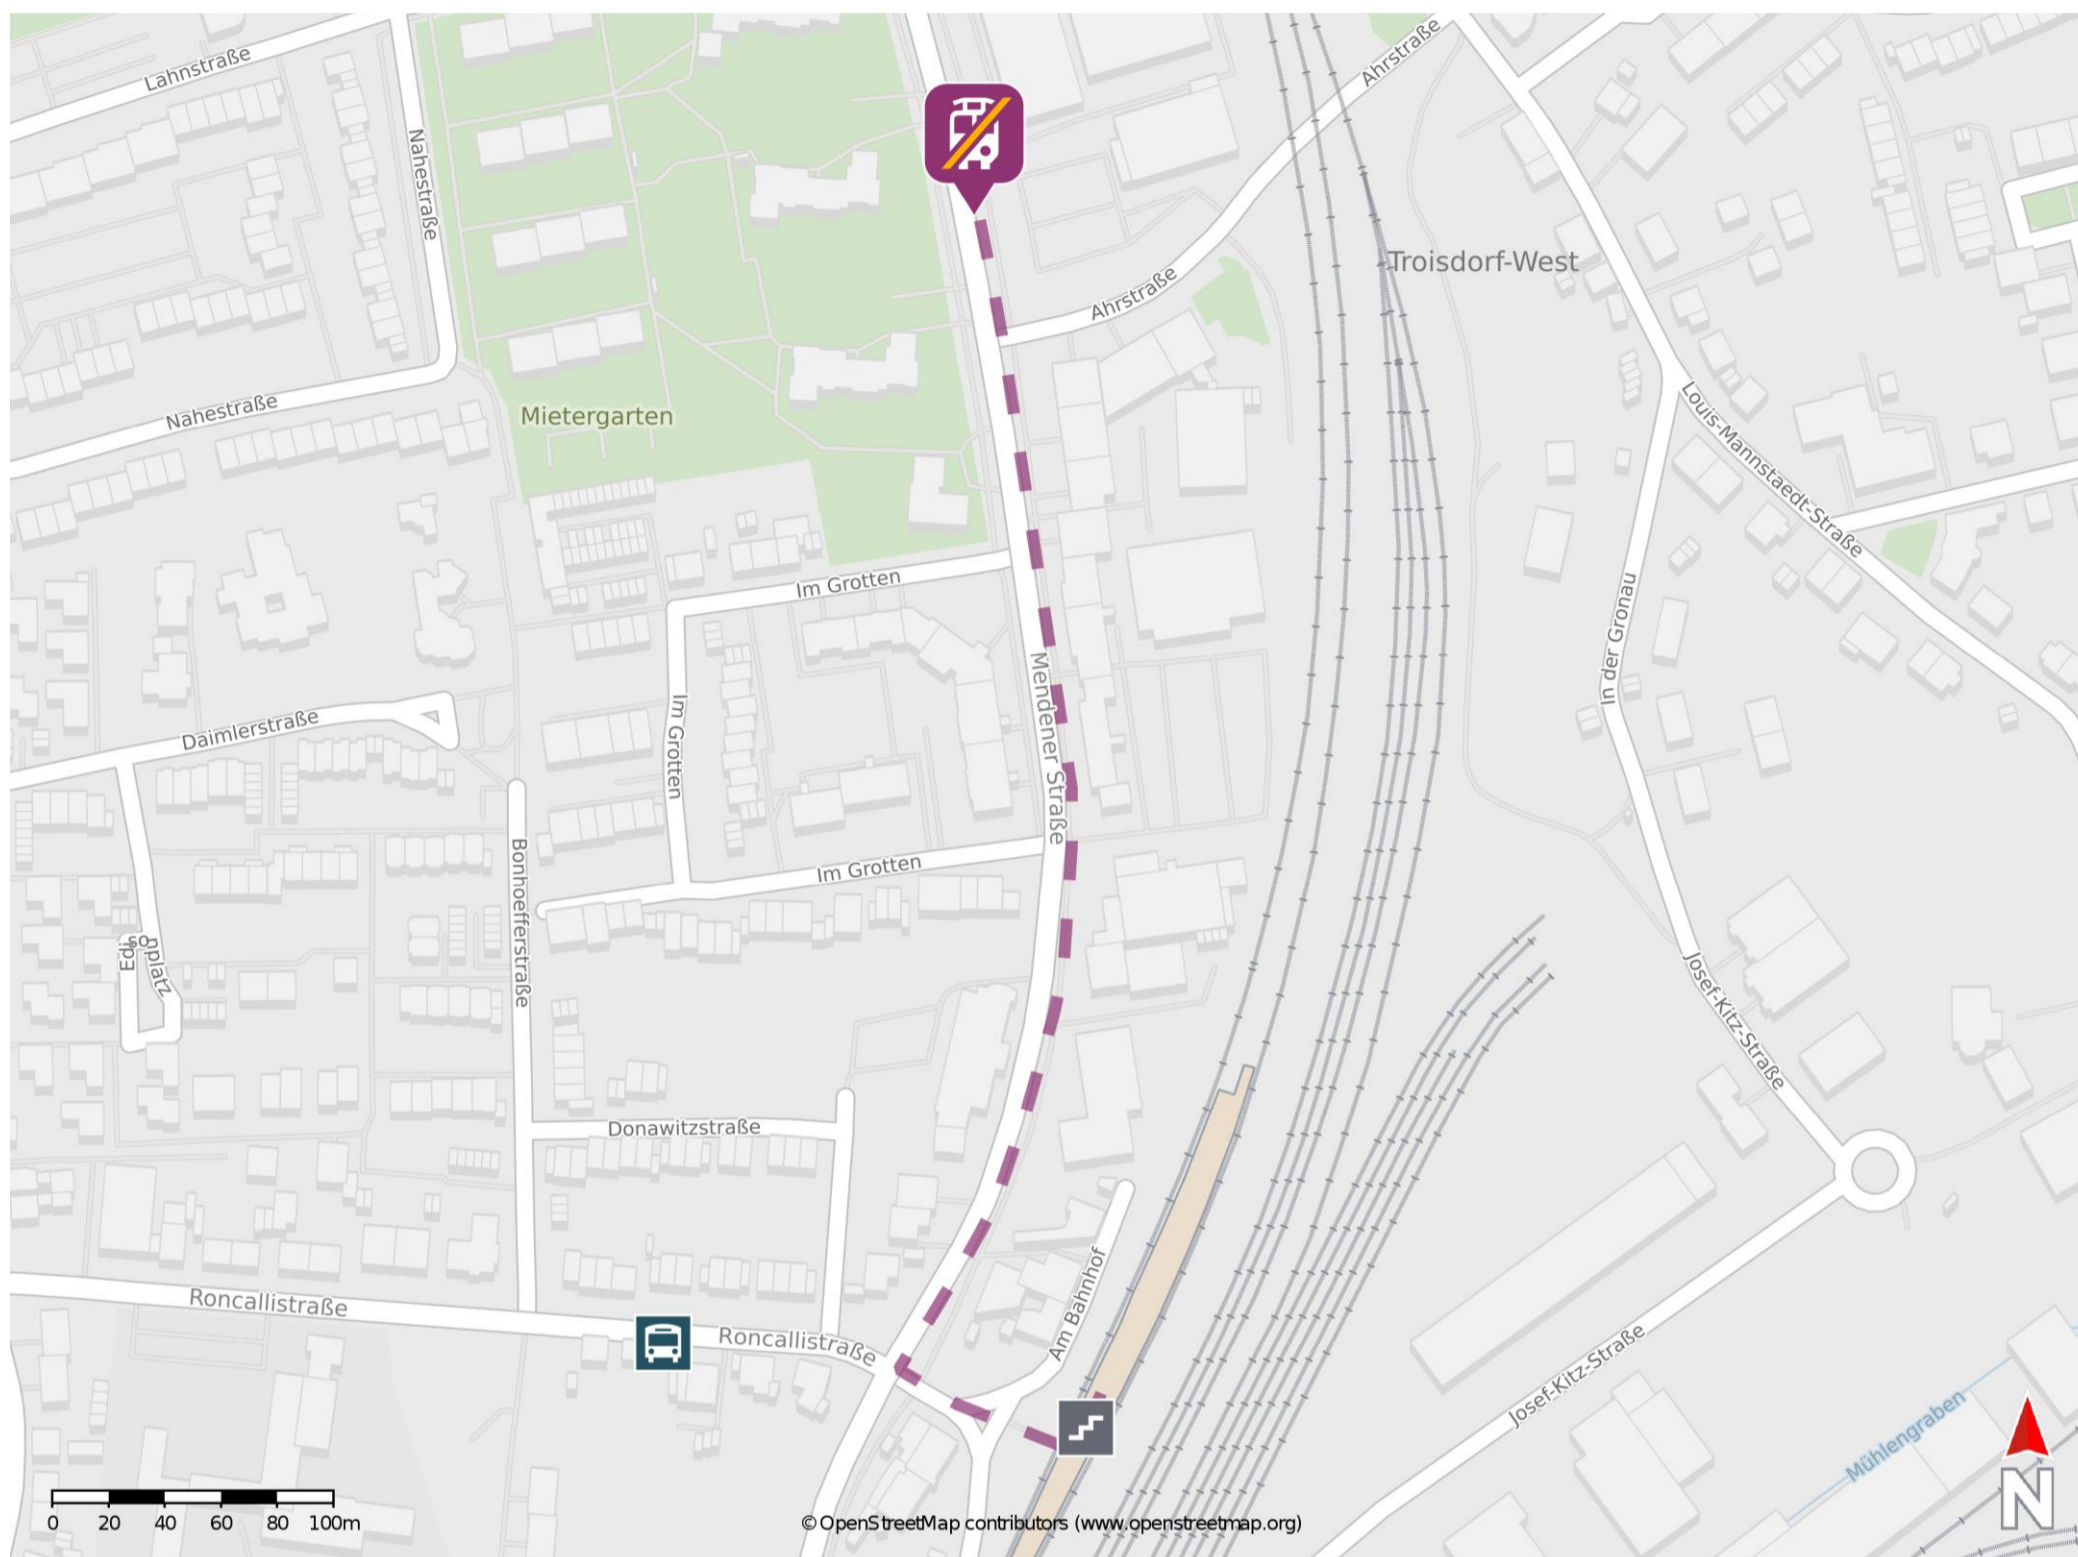 Lahnstraße
Ahrstraße
Nahestraße
Troisdorf-West
Ahrstraße
Nahestraße
Mietergarten
Louis-Mannstaedt-Straße
Im Grotten
In der Gronau
Mendener Straße
Im Grotten
Daimlerstraße
Im Grotten
Bonhoefferstraße
Edisonplatz
Josef-Kitz-Straße
Donawitzstraße
Am Bahnhof
Roncallistraße
Roncallistraße
Josef-Kitz-Straße
Mühlengraben
N
0 20 40 60 80 100m
© OpenStreetMap contributors (www.openstreetmap.org)